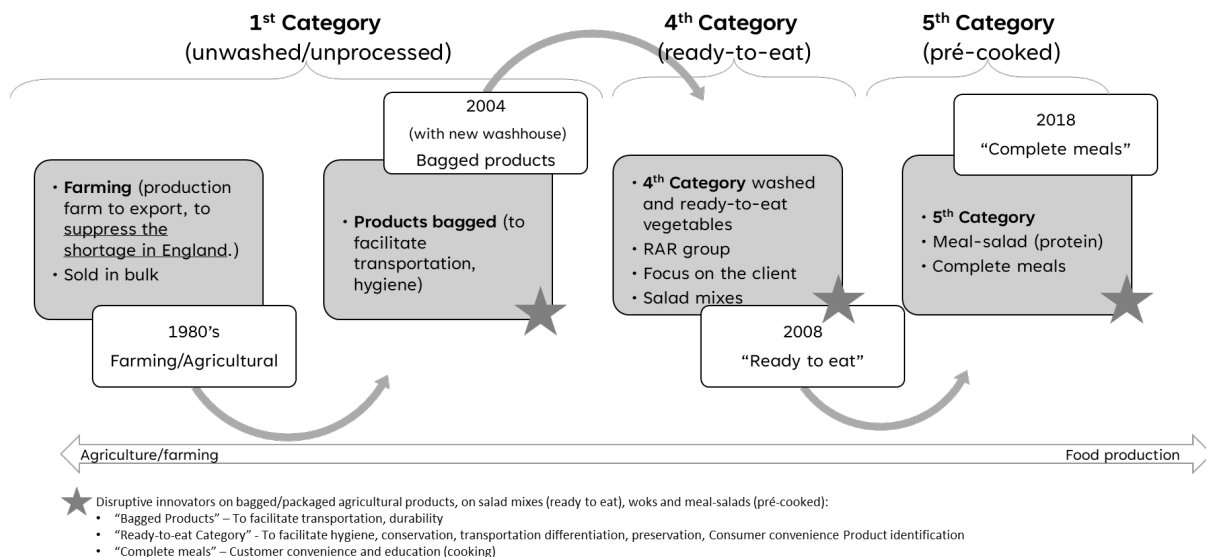 1st Category
(unwashed/unprocessed)
4th Category
(ready-to-eat)
5th Category
(pré-cooked)
• Farming (production
farm to export, to
suppress the
shortage in England.)
• Sold in bulk
1980's
Farming/Agricultural
2004
(with new washhouse)
Bagged products
• Products bagged (to
facilitate
transportation,
hygiene)
• 4th Category washed
and ready-to-eat
vegetables
• RAR group
• Focus on the client
• Salad mixes
2008
“Ready to eat”
2018
“Complete meals”
• 5th Category
• Meal-salad (protein)
• Complete meals
Agriculture/farming
Food production
Disruptive innovators on bagged/packaged agricultural products, on salad mixes (ready to eat), woks and meal-salads (pré-cooked):
• “Bagged Products” – To facilitate transportation, durability
• “Ready-to-eat Category” - To facilitate hygiene, conservation, transportation differentiation, preservation, Consumer convenience Product identification
• “Complete meals” – Customer convenience and education (cooking)